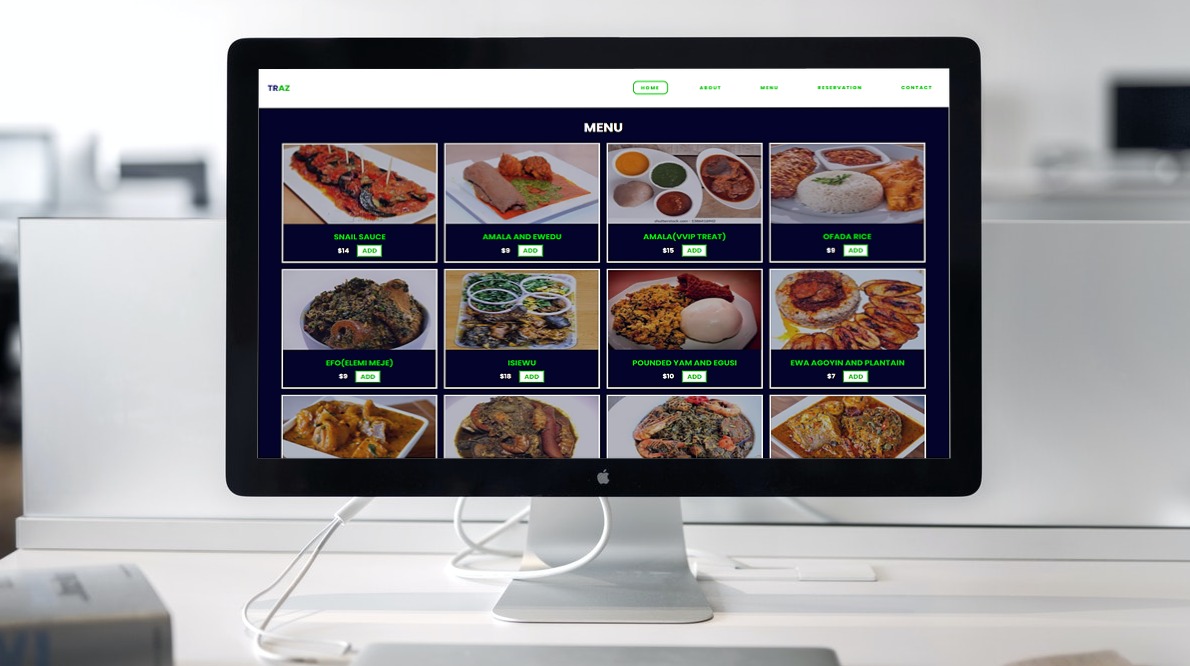 TRAZ
HOME ABOUT MENU RESERVATION CONTACT
MENU
SNAIL SAUCE
$14 ADD
AMALA AND EWEDU
$9 ADD
AMALA(VVIP TREAT)
$15 ADD
OFADA RICE
$9 ADD
EFO(ELEMI MEJE)
$9 ADD
ISIEWU
$18 ADD
POUNDED YAM AND EGUSI
$10 ADD
EWA AGOYIN AND PLANTAIN
$7 ADD